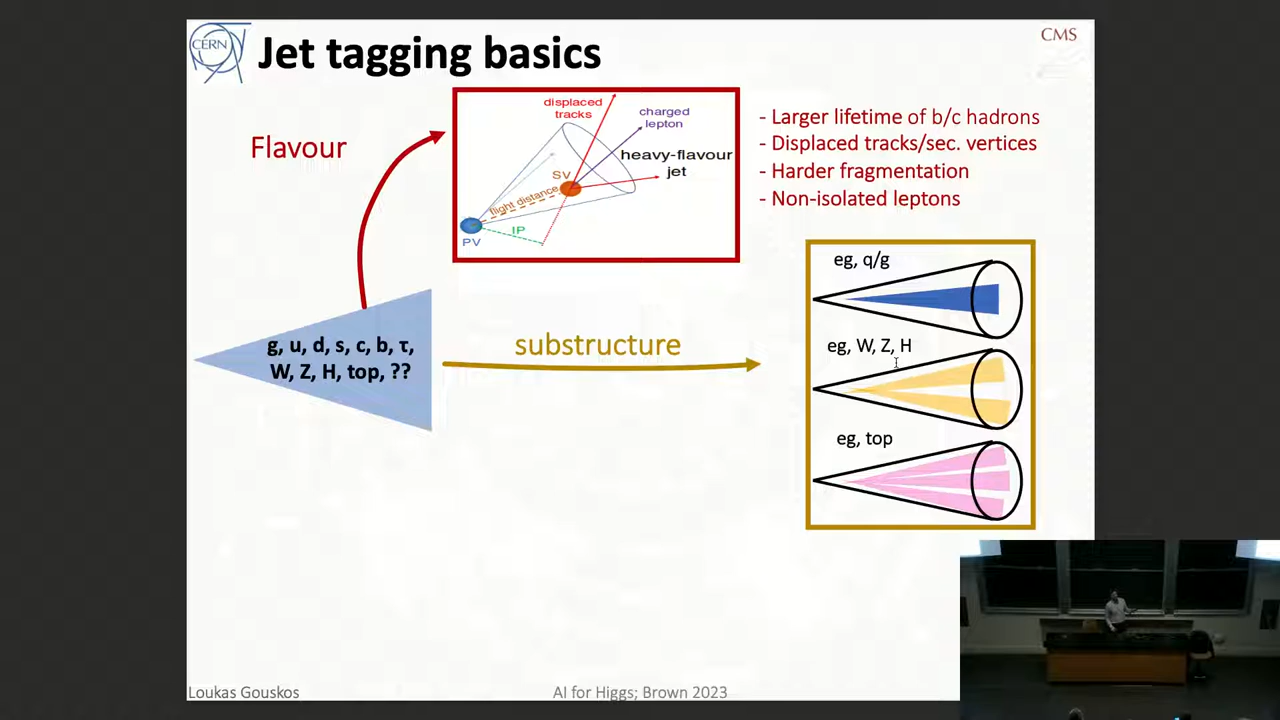 CERN
Jet tagging basics
CMS
Flavour
displaced
tracks
charged
lepton
heavy-flavour
jet
SV
flight distance
PV
IP
- Larger lifetime of b/c hadrons
- Displaced tracks/sec. vertices
- Harder fragmentation
- Non-isolated leptons
g, u, d, s, c, b, τ,
W, Z, H, top, ??
substructure
eg, q/g
eg, W, Z, H
eg, top
Loukas Gouskos
AI for Higgs; Brown 2023